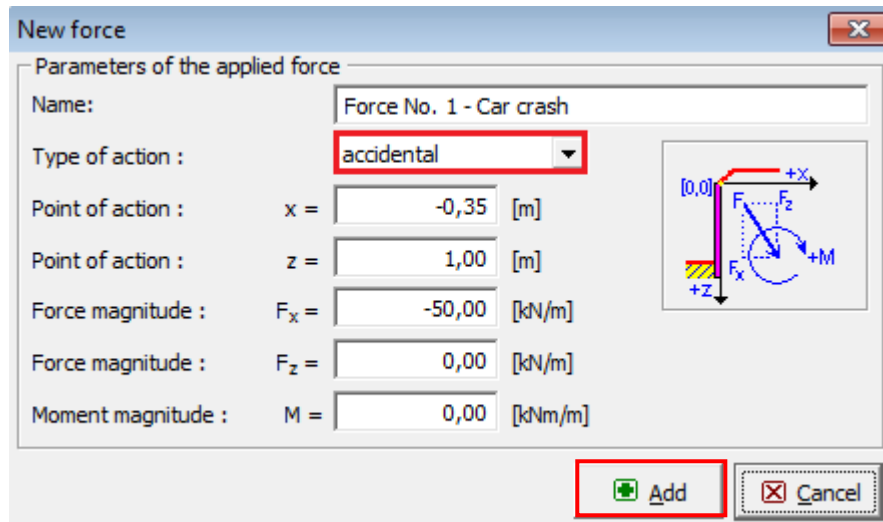 New force
Parameters of the applied force
Name: Force No. 1 - Car crash
Type of action : accidental
Point of action : x = -0,35 [m]
Point of action : z = 1,00 [m]
Force magnitude : Fx = -50,00 [kN/m]
Force magnitude : Fz = 0,00 [kN/m]
Moment magnitude : M = 0,00 [kNm/m]
[0,0] +X
F Fz
Fx +M
+Z
Add Cancel